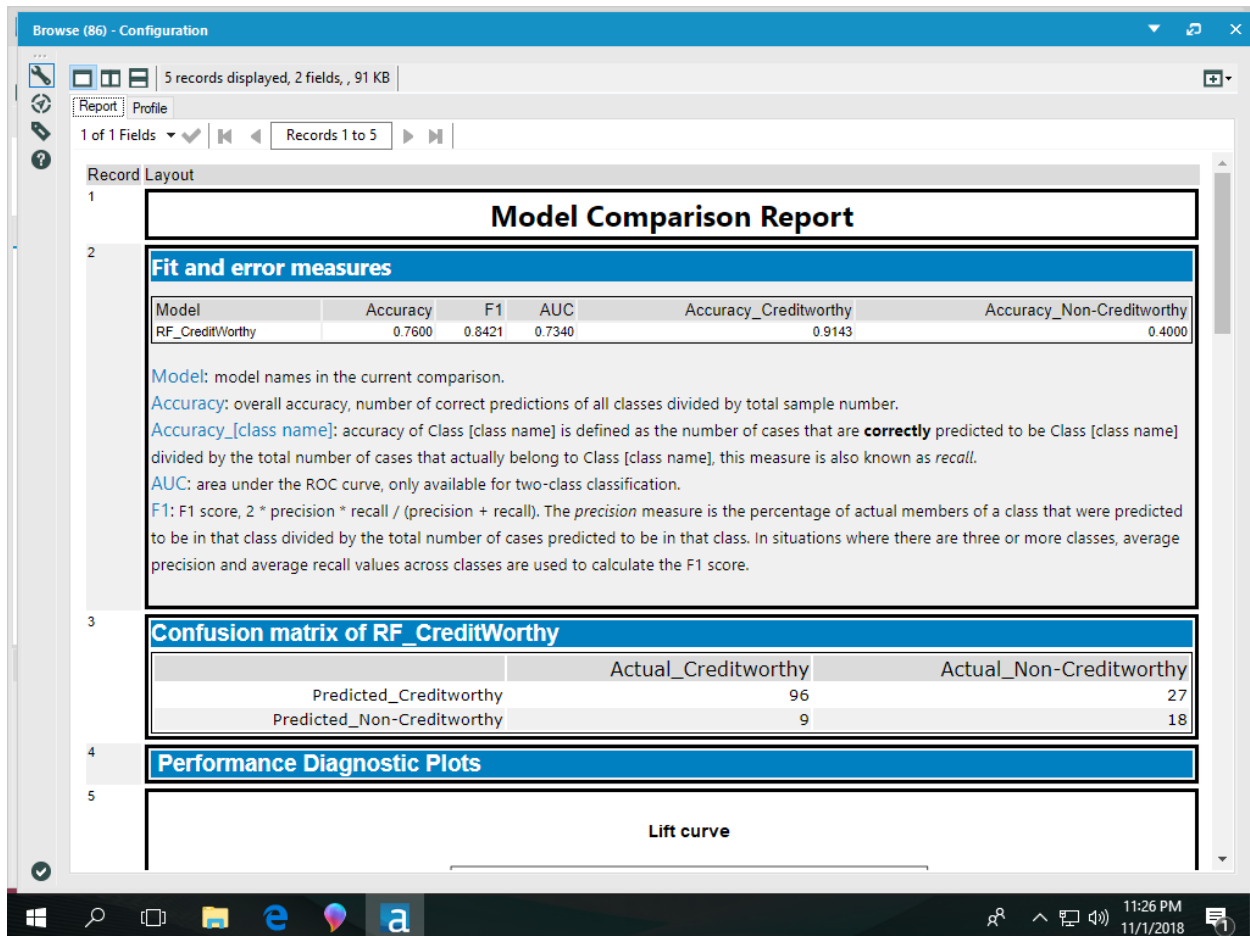 Browse (86) - Configuration
5 records displayed, 2 fields, , 91 KB
Report Profile
1 of 1 Fields Records 1 to 5
Record Layout
1
Model Comparison Report
2
Fit and error measures
Model Accuracy F1 AUC Accuracy_Creditworthy Accuracy_Non-Creditworthy
RF_CreditWorthy 0.7600 0.8421 0.7340 0.9143 0.4000
Model: model names in the current comparison.
Accuracy: overall accuracy, number of correct predictions of all classes divided by total sample number.
Accuracy_[class name]: accuracy of Class [class name] is defined as the number of cases that are correctly predicted to be Class [class name]
divided by the total number of cases that actually belong to Class [class name], this measure is also known as recall.
AUC: area under the ROC curve, only available for two-class classification.
F1: F1 score, 2 * precision * recall / (precision + recall). The precision measure is the percentage of actual members of a class that were predicted
to be in that class divided by the total number of cases predicted to be in that class. In situations where there are three or more classes, average
precision and average recall values across classes are used to calculate the F1 score.
3
Confusion matrix of RF_CreditWorthy
Actual_Creditworthy Actual_Non-Creditworthy
Predicted_Creditworthy 96 27
Predicted_Non-Creditworthy 9 18
4
Performance Diagnostic Plots
5
Lift curve
11:26 PM
11/1/2018
1